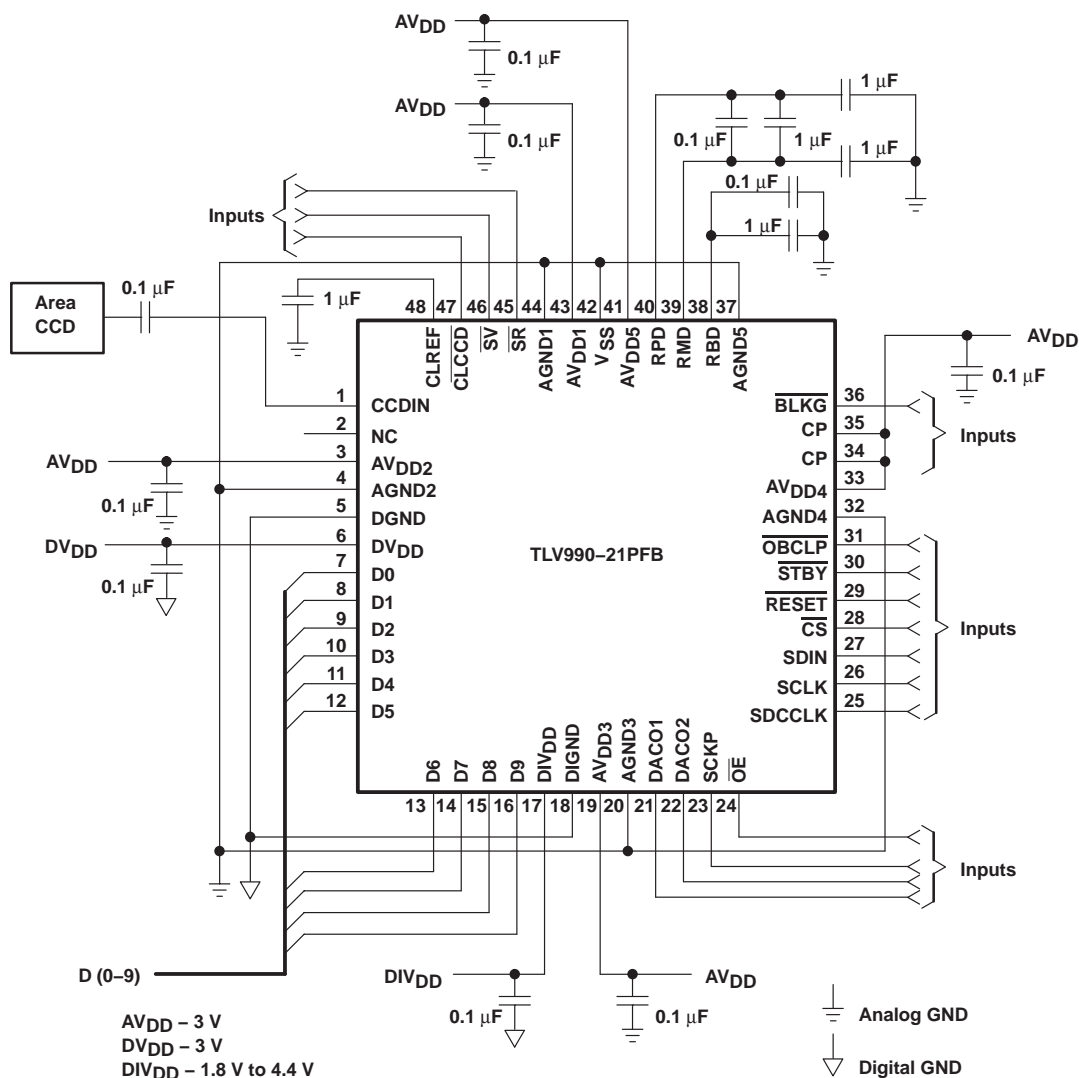 AVDD
0.1 μF
AVDD
0.1 μF
1 μF
0.1 μF
1 μF
1 μF
0.1 μF
1 μF
Inputs
Area
CCD
0.1 μF
1 μF
48 47 46 45 44 43 42 41 40 39 38 37
CLREF
CLCCD
SV
SR
AGND1
AVDD1
VSS
AVDD5
RPD
RMD
RBD
AGND5
AVDD
0.1 μF
1 CCDIN
2 NC
3 AVDD2
4 AGND2
5 DGND
6 DVDD
7 D0
8 D1
9 D2
10 D3
11 D4
12 D5
AVDD
0.1 μF
DVDD
0.1 μF
TLV990–21PFB
BLKG 36
CP 35
CP 34
AVDD4 33
AGND4 32
OBCLP 31
STBY 30
RESET 29
CS 28
SDIN 27
SCLK 26
SDCCLK 25
Inputs
Inputs
D6
D7
D8
D9
DIVDD
DIGND
AVDD3
AGND3
DACO1
DACO2
SCKP
OE
13 14 15 16 17 18 19 20 21 22 23 24
Inputs
D (0–9)
DIVDD
0.1 μF
AVDD
0.1 μF
AVDD – 3 V
DVDD – 3 V
DIVDD – 1.8 V to 4.4 V
Analog GND
Digital GND